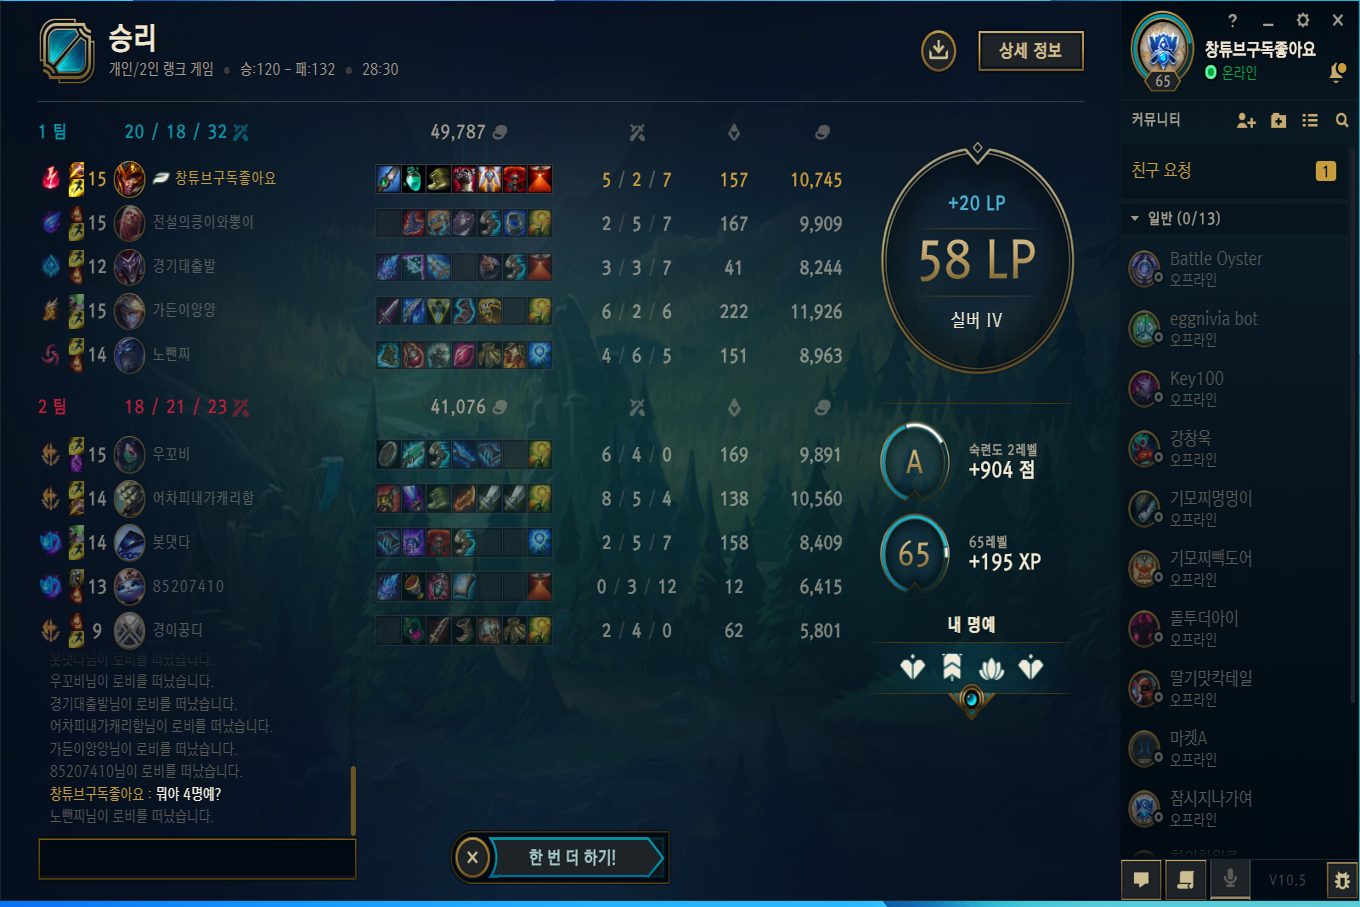 승리
개인/2인 랭크 게임 • 승:120 - 패:132 • 28:30
상세 정보
1 팀 20 / 18 / 32 49,787
15 창튜브구독좋아요 5 / 2 / 7 157 10,745
15 전설의킁이와뿡이 2 / 5 / 7 167 9,909
12 경기대출발 3 / 3 / 7 41 8,244
15 가든이앙앙 6 / 2 / 6 222 11,926
14 노뺀찌 4 / 6 / 5 151 8,963
2 팀 18 / 21 / 23 41,076
15 우꼬비 6 / 4 / 0 169 9,891
14 어차피내가캐리함 8 / 5 / 4 138 10,560
14 봇댓다 2 / 5 / 7 158 8,409
13 85207410 0 / 3 / 12 12 6,415
9 경이꿍디 2 / 4 / 0 62 5,801
봇댓다님이 로비를 떠났습니다.
우꼬비님이 로비를 떠났습니다.
경기대출발님이 로비를 떠났습니다.
어차피내가캐리함님이 로비를 떠났습니다.
가든이앙앙님이 로비를 떠났습니다.
85207410님이 로비를 떠났습니다.
창튜브구독좋아요 : 뭐야 4명예?
노뺀찌님이 로비를 떠났습니다.
한 번 더 하기!
+20 LP
58 LP
실버 IV
A
숙련도 2레벨
+904 점
65
65레벨
+195 XP
내 명예
65
창튜브구독좋아요
온라인
커뮤니티
친구 요청 1
일반 (0/13)
Battle Oyster
오프라인
eggnivia bot
오프라인
Key100
오프라인
강창욱
오프라인
기모찌멍멍이
오프라인
기모찌빽도어
오프라인
돌투더아이
오프라인
딸기맛칵테일
오프라인
마켓A
오프라인
잠시지나가여
오프라인
V10.5